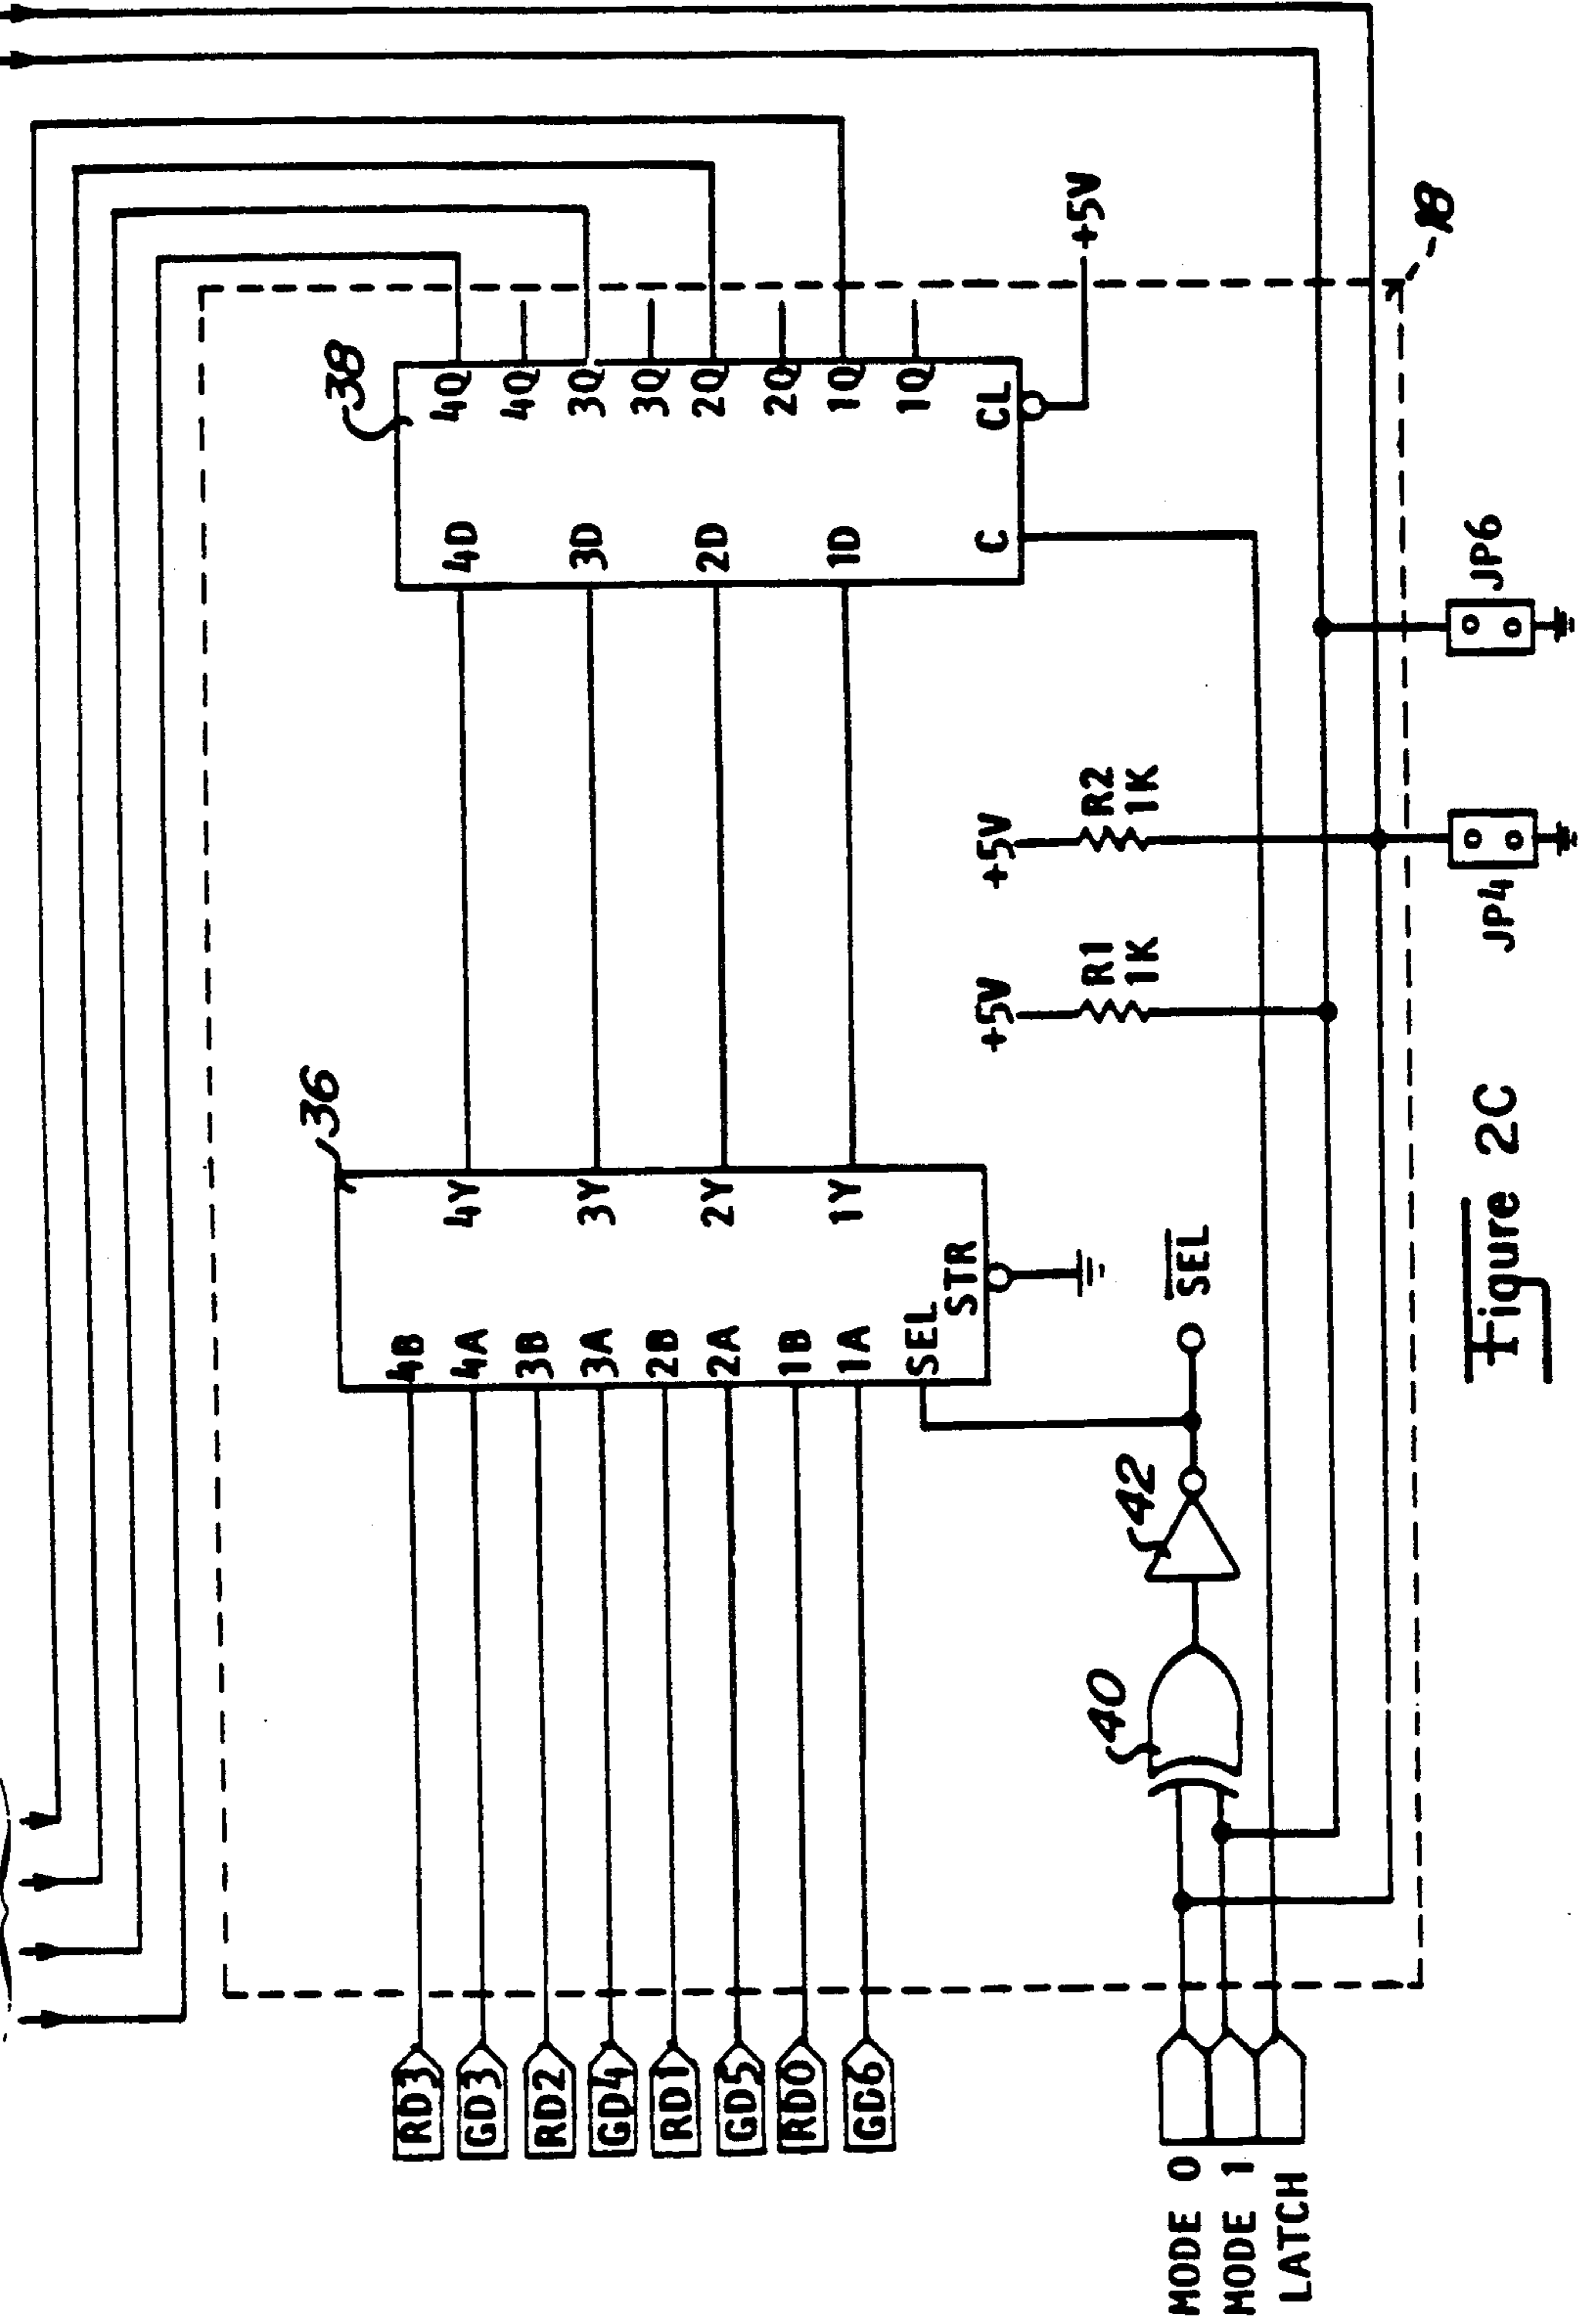 38
4D
4Q
4Q
3D
3Q
3Q
2D
2Q
2Q
1D
1Q
1Q
C
CL
+5V
36
4B
4Y
4A
3B
3Y
3A
2B
2Y
2A
1B
1Y
1A
SEL
STR
RD3
GD3
RD2
GD4
RD1
GD5
RD0
GD6
+5V
R1
1K
+5V
R2
1K
40
42
SEL
MODE 0
MODE 1
LATCH
18
JP4
JP6
Figure 2C